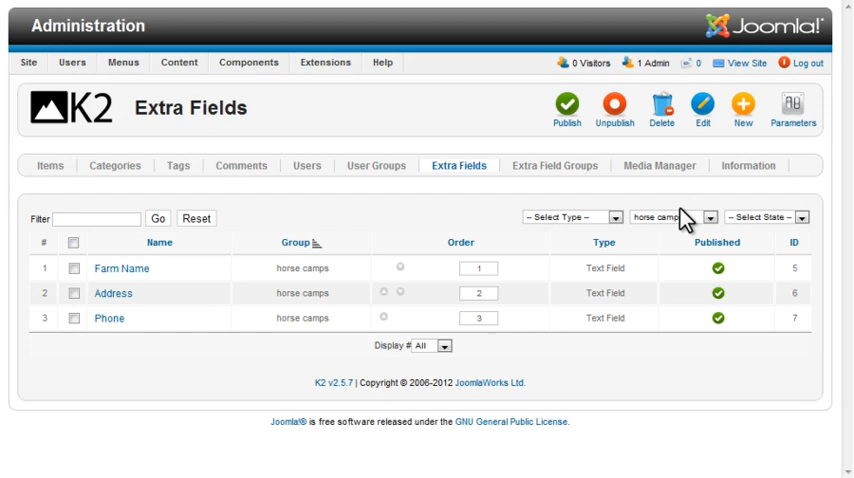 Administration
Joomla!®
Site Users Menus Content Components Extensions Help 0 Visitors 1 Admin 0 View Site Log out
K2 Extra Fields
Publish Unpublish Delete Edit New Parameters
Items Categories Tags Comments Users User Groups Extra Fields Extra Field Groups Media Manager Information
Filter Go Reset -- Select Type -- horse camps -- Select State --
# Name Group Order Type Published ID
1 Farm Name horse camps 1 Text Field 5
2 Address horse camps 2 Text Field 6
3 Phone horse camps 3 Text Field 7
Display # All
K2 v2.5.7 | Copyright © 2006-2012 JoomlaWorks Ltd.
Joomla!® is free software released under the GNU General Public License.